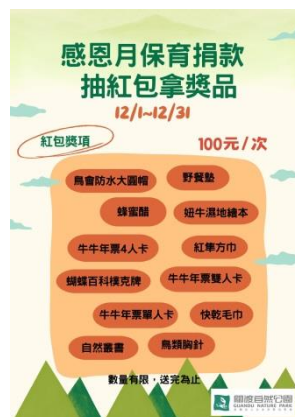 感恩月保育捐款
抽紅包拿獎品
12/1~12/31
紅包獎項
100元/次
鳥會防水大圓帽
野餐墊
蜂蜜醋
妞牛濕地繪本
牛牛年票4人卡
紅隼方巾
蝴蝶百科樸克牌
牛牛年票雙人卡
牛牛年票單人卡
快乾毛巾
自然叢書
鳥類胸針
數量有限，送完為止
關渡自然公園
GUANDU NATURE PARK